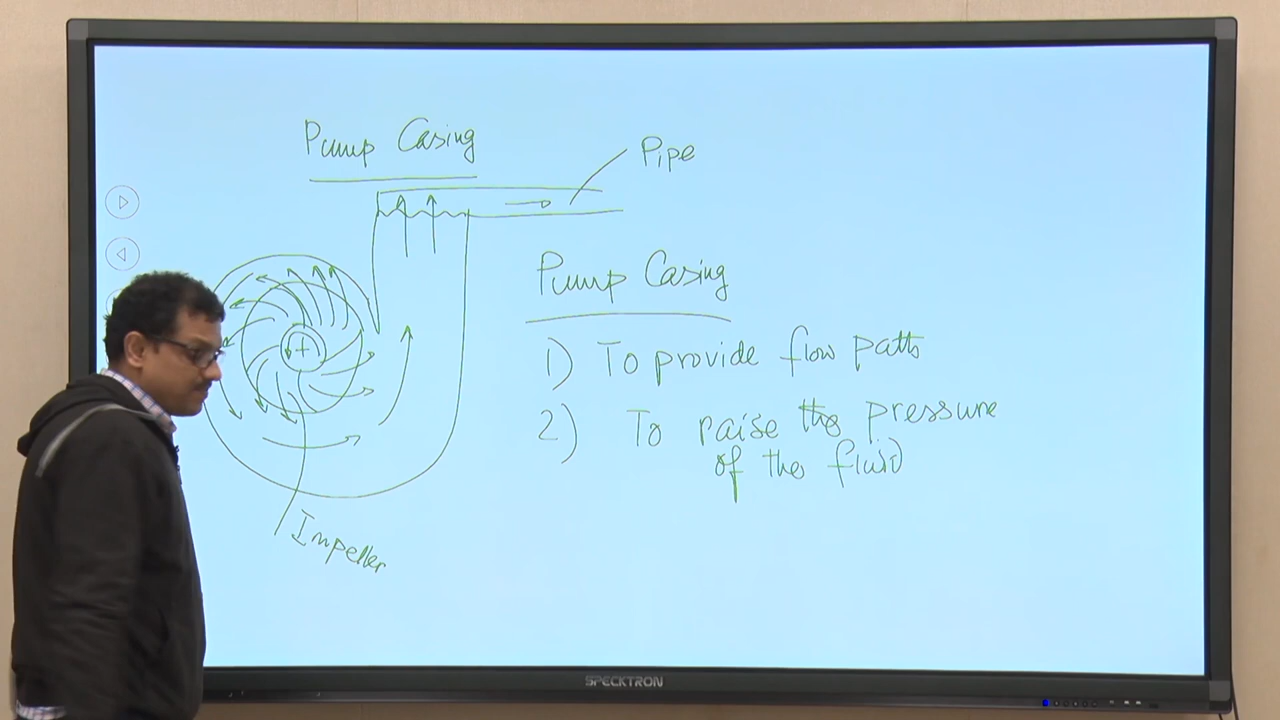 Pump Casing
Pipe
Pump Casing
1) To provide flow path
2) To raise the pressure
of the fluid
Impeller
SPECKTRON